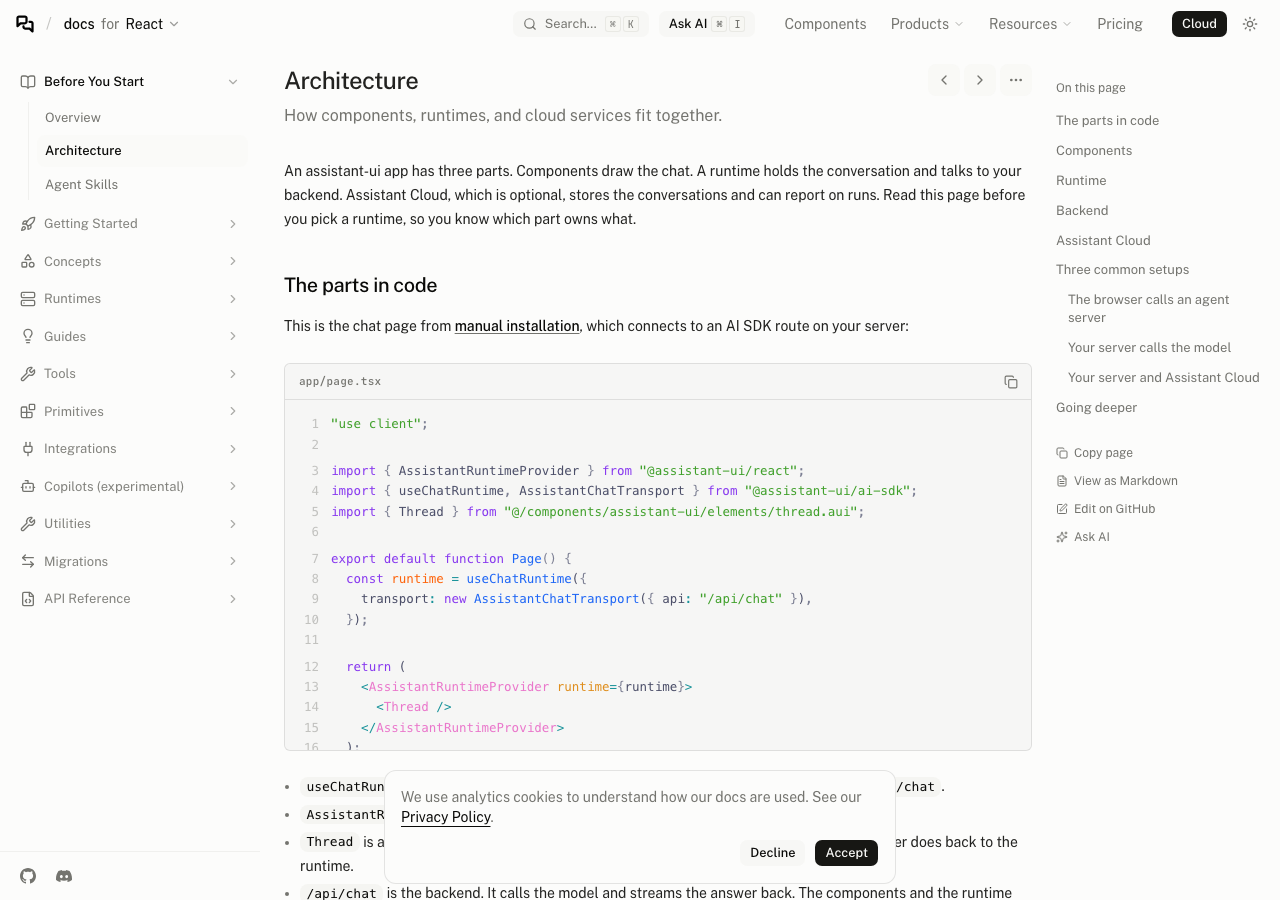 / docs for React
Search... ⌘ K
Ask AI ⌘ I
Components
Products
Resources
Pricing
Cloud
Before You Start
Overview
Architecture
Agent Skills
Getting Started
Concepts
Runtimes
Guides
Tools
Primitives
Integrations
Copilots (experimental)
Utilities
Migrations
API Reference
Architecture
How components, runtimes, and cloud services fit together.
An assistant-ui app has three parts. Components draw the chat. A runtime holds the conversation and talks to your
backend. Assistant Cloud, which is optional, stores the conversations and can report on runs. Read this page before
you pick a runtime, so you know which part owns what.
The parts in code
This is the chat page from manual installation, which connects to an AI SDK route on your server:
app/page.tsx
1 "use client";
2
3 import { AssistantRuntimeProvider } from "@assistant-ui/react";
4 import { useChatRuntime, AssistantChatTransport } from "@assistant-ui/ai-sdk";
5 import { Thread } from "@/components/assistant-ui/elements/thread.aui";
6
7 export default function Page() {
8   const runtime = useChatRuntime({
9     transport: new AssistantChatTransport({ api: "/api/chat" }),
10   });
11
12   return (
13     <AssistantRuntimeProvider runtime={runtime}>
14       <Thread />
15     </AssistantRuntimeProvider>
16   );
useChatRun /chat.
AssistantR
Thread is a er does back to the
runtime.
/api/chat is the backend. It calls the model and streams the answer back. The components and the runtime
We use analytics cookies to understand how our docs are used. See our
Privacy Policy.
Decline
Accept
On this page
The parts in code
Components
Runtime
Backend
Assistant Cloud
Three common setups
The browser calls an agent
server
Your server calls the model
Your server and Assistant Cloud
Going deeper
Copy page
View as Markdown
Edit on GitHub
Ask AI